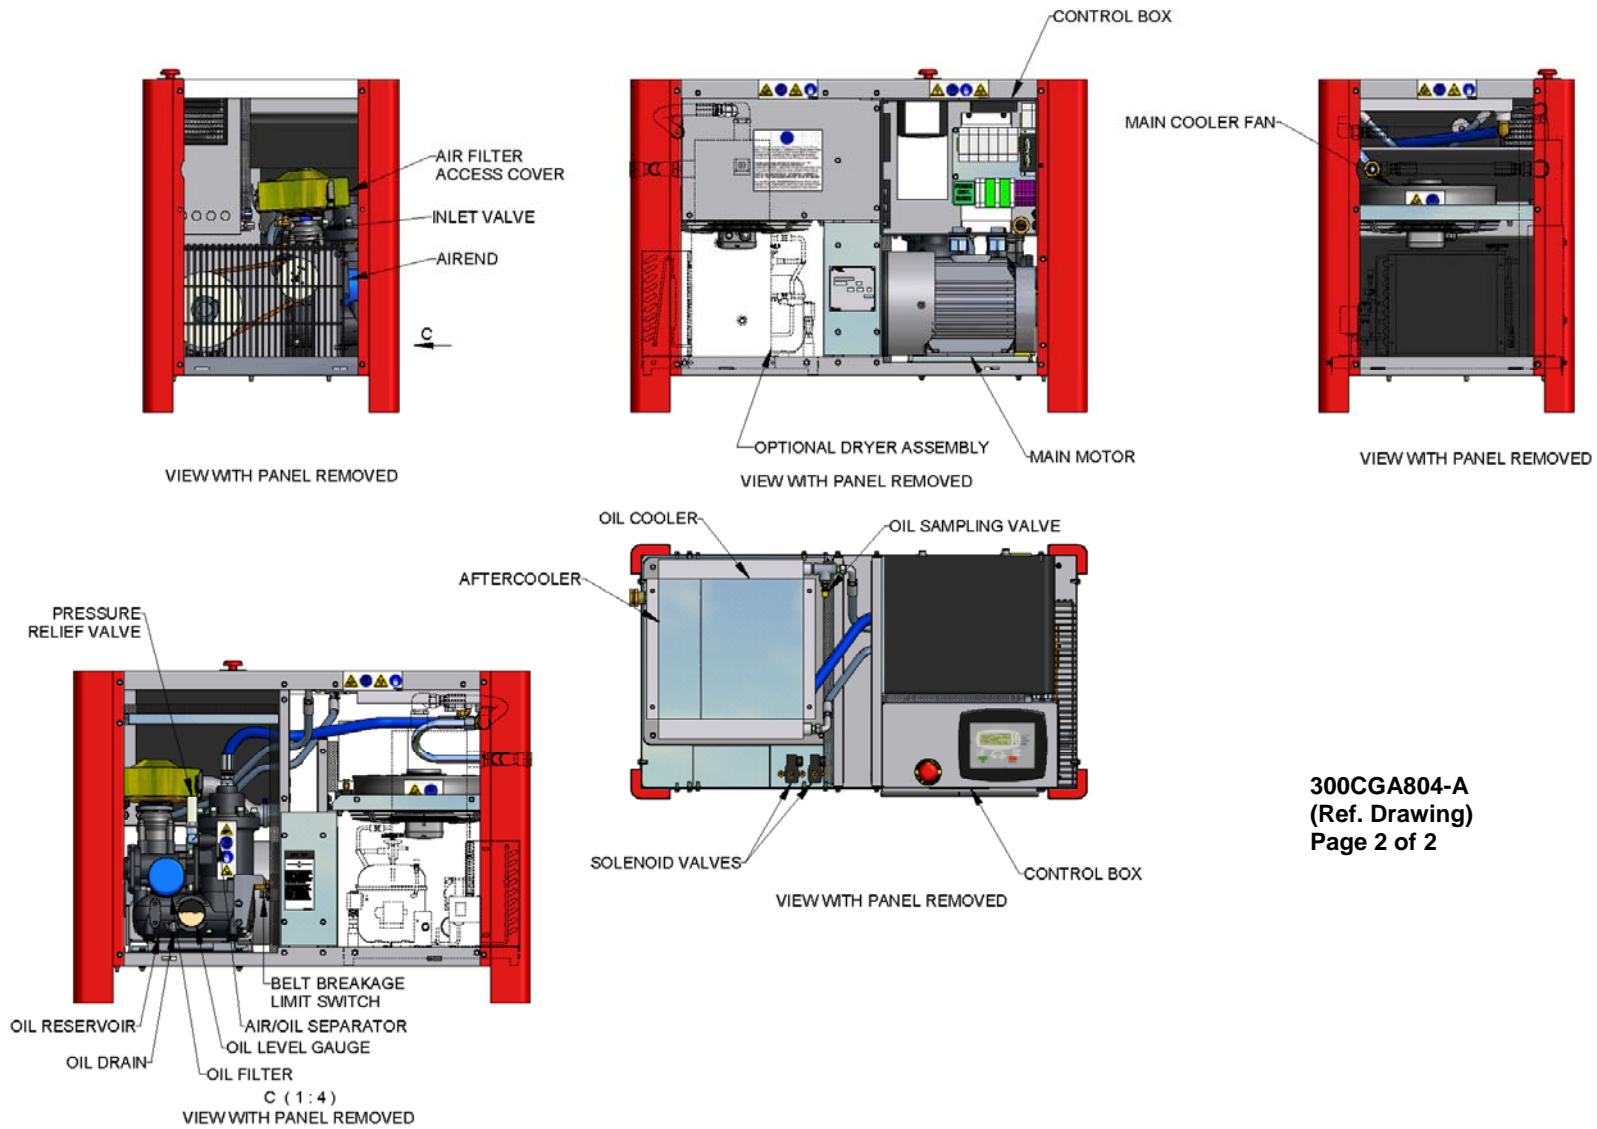 CONTROL BOX
AIR FILTER
ACCESS COVER
INLET VALVE
AIREND
C
VIEW WITH PANEL REMOVED
OPTIONAL DRYER ASSEMBLY
MAIN MOTOR
VIEW WITH PANEL REMOVED
MAIN COOLER FAN
VIEW WITH PANEL REMOVED
OIL COOLER
OIL SAMPLING VALVE
AFTERCOOLER
SOLENOID VALVES
CONTROL BOX
VIEW WITH PANEL REMOVED
PRESSURE
RELIEF VALVE
BELT BREAKAGE
LIMIT SWITCH
OIL RESERVOIR
AIR/OIL SEPARATOR
OIL LEVEL GAUGE
OIL DRAIN
OIL FILTER
C ( 1 : 4 )
VIEW WITH PANEL REMOVED
300CGA804-A
(Ref. Drawing)
Page 2 of 2